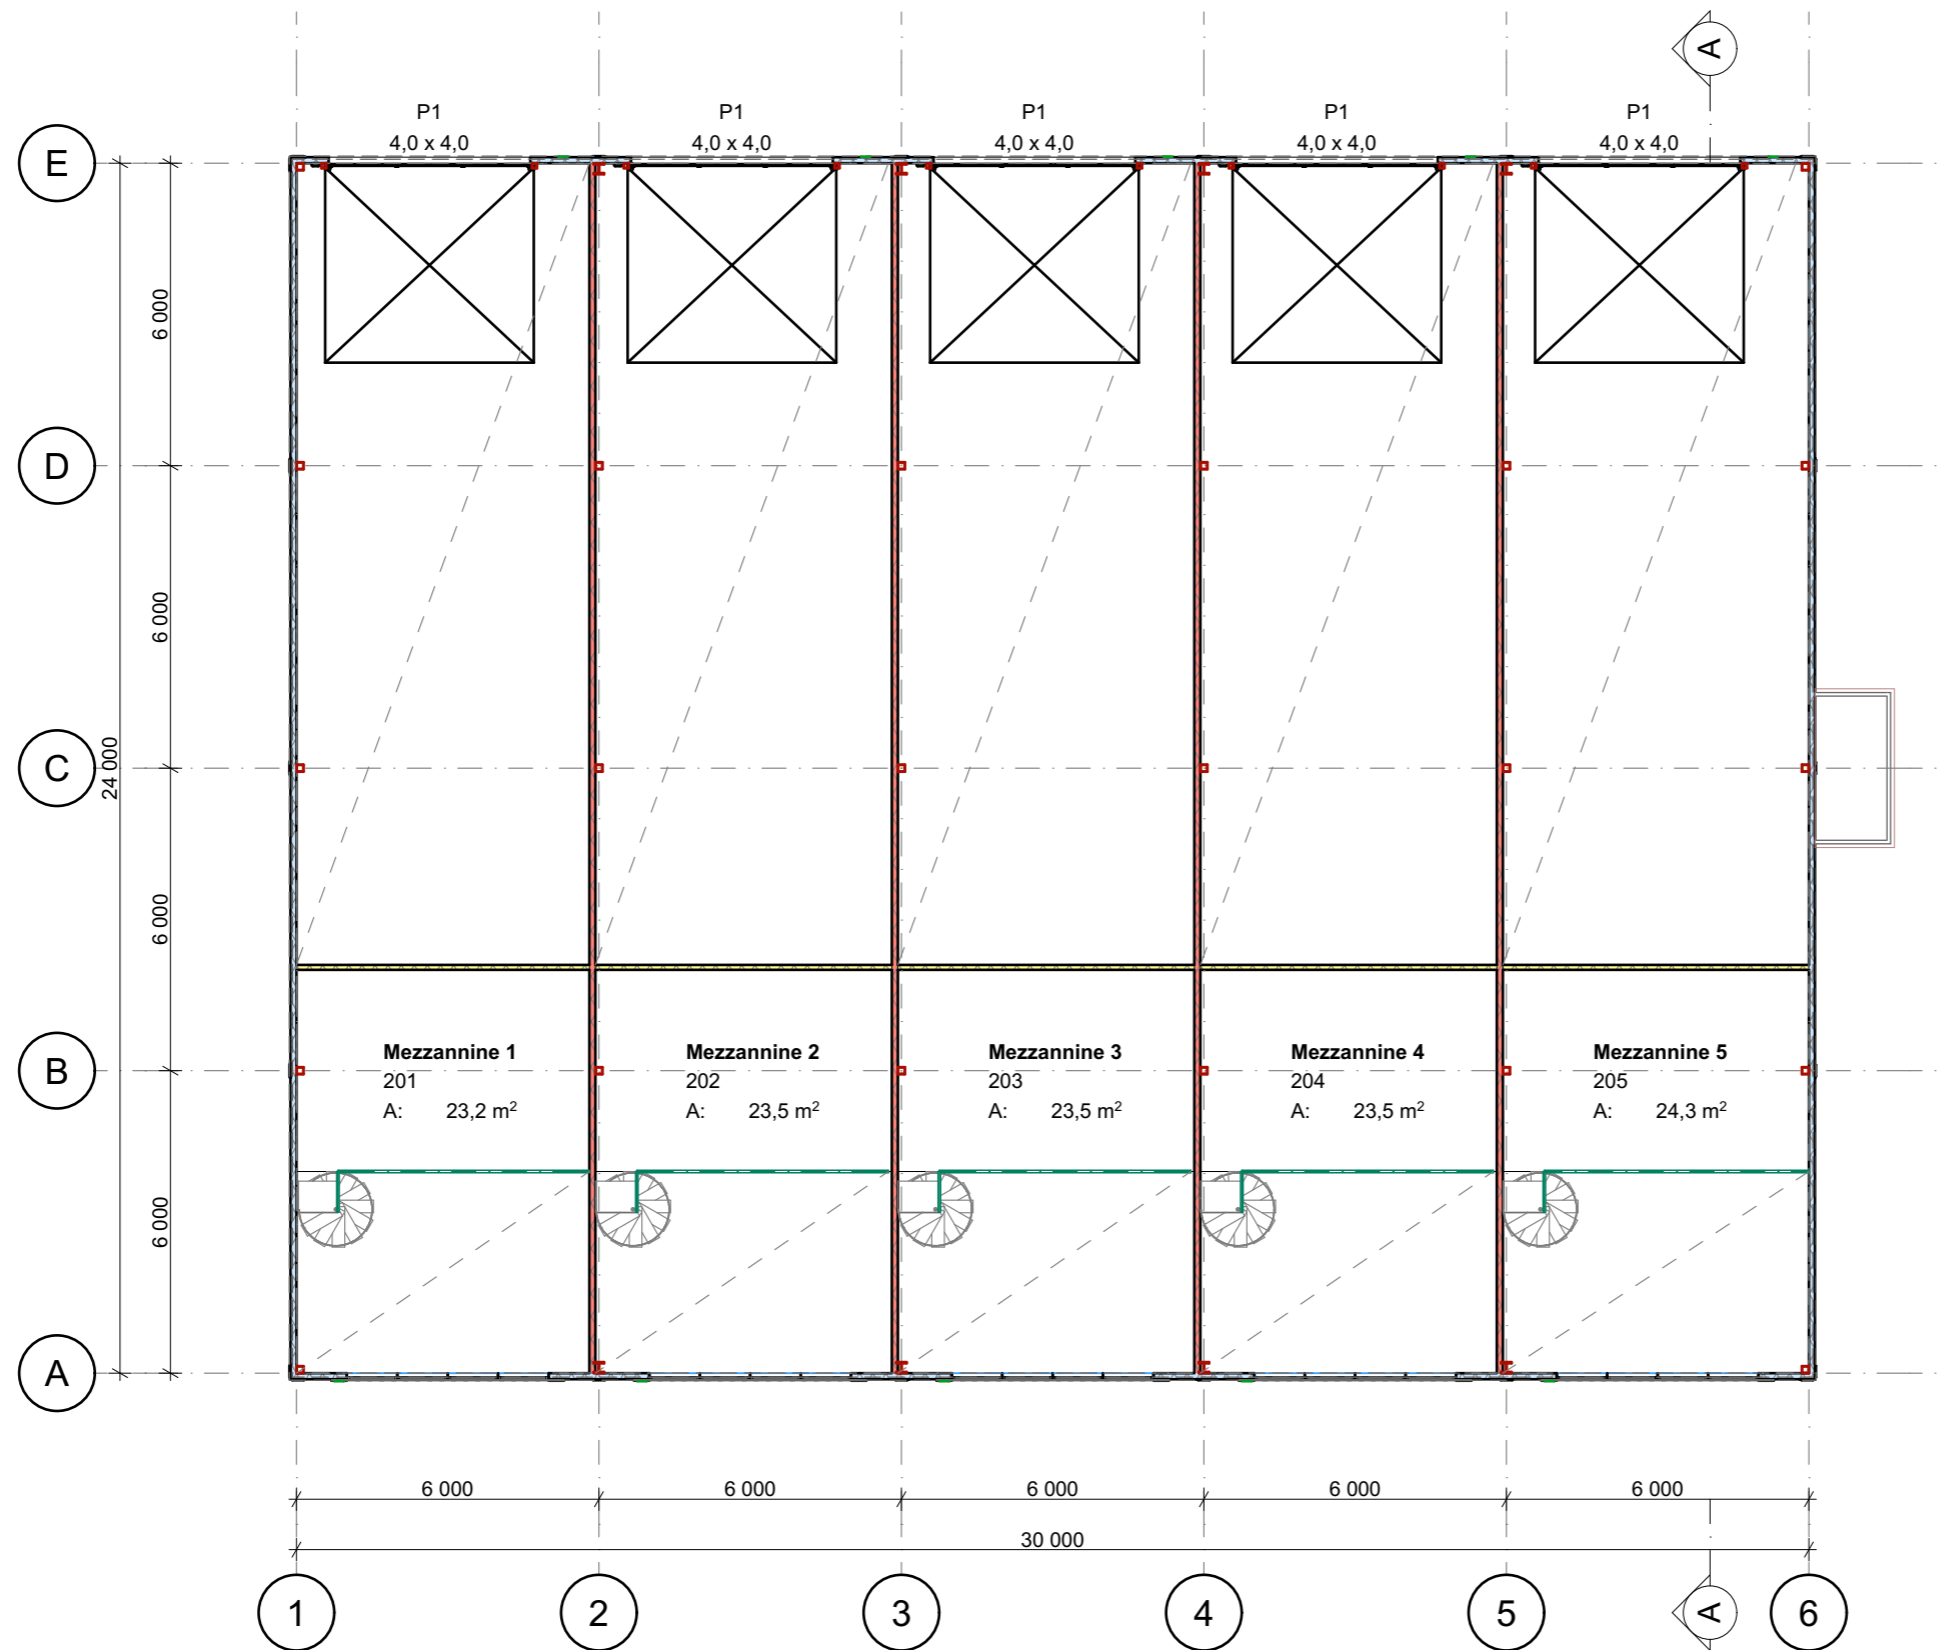 A
P1
P1
P1
P1
P1
4,0 x 4,0
4,0 x 4,0
4,0 x 4,0
4,0 x 4,0
4,0 x 4,0
E
6 000
D
6 000
C
24 000
6 000
B
Mezzannine 1
201
A: 23,2 m²
Mezzannine 2
202
A: 23,5 m²
Mezzannine 3
203
A: 23,5 m²
Mezzannine 4
204
A: 23,5 m²
Mezzannine 5
205
A: 24,3 m²
6 000
A
6 000
6 000
6 000
6 000
6 000
30 000
1
2
3
4
5
A
6